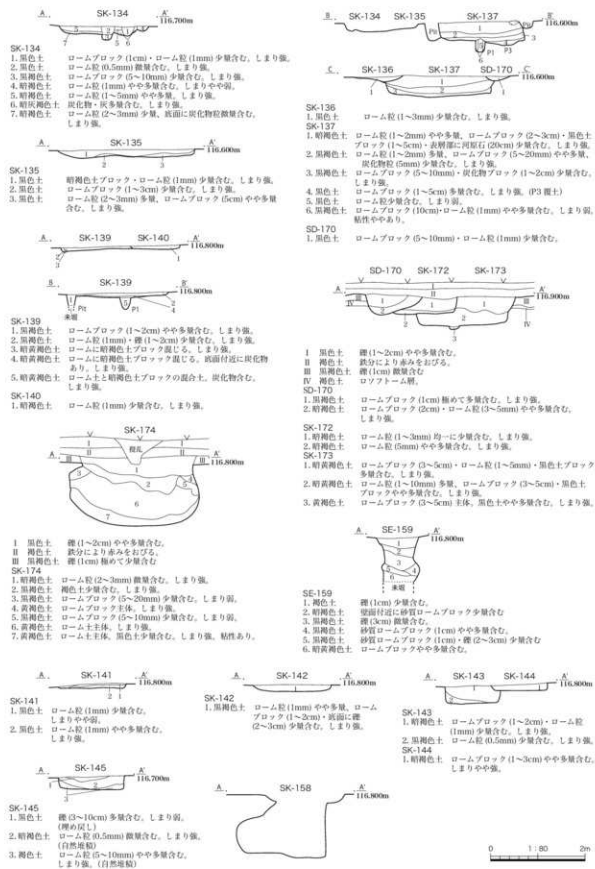 A SK-134 A'
116.700m
SK-134
1. 黒色土 ロームブロック (1cm)・ローム粒 (1mm) 少量含む。しまり強。
2. 黒色土 ローム粒 (0.5mm) 微量含む。しまり強。
3. 黒褐色土 ロームブロック (5〜10mm) 少量含む。しまり強。
4. 暗褐色土 ローム粒 (1mm) やや多量含む。しまりやや弱。
5. 暗褐色土 ローム粒 (1〜5mm) やや多量。しまり強。
6. 暗灰褐色土 炭化物・灰多量含む。しまり強。
7. 暗褐色土 ローム粒 (2〜3mm) 少量、底面に炭化物粒微量含む。
しまり強。
A SK-135 A'
116.600m
SK-135
1. 黒色土 暗褐色土ブロック・ローム粒 (1mm) 少量含む。しまり強。
2. 黒色土 ロームブロック (1〜3cm) 少量含む。しまり強。
3. 黒色土 ローム粒 (2〜3mm) 多量、ロームブロック (5cm) やや多量
含む。しまり強。
A SK-139 SK-140 A'
116.800m
B SK-139 B'
116.800m
Pit P1
未掘
SK-139
1. 黒褐色土 ロームブロック (1〜2cm) やや多量含む。しまり強。
2. 黒褐色土 ローム粒 (1mm)・礫 (1〜2cm) 少量含む。しまり強。
3. 暗黄褐色土 ロームに暗褐色土ブロック混じる。しまり強。
4. 暗黄褐色土 ロームに暗褐色土ブロック混じる。底面付近に炭化物
あり。しまり強。
5. 暗黄褐色土 ローム土と暗褐色土ブロックの混合土。炭化物含む。
しまり強。
SK-140
1. 暗褐色土 ローム粒 (1mm) 少量含む。しまり強。
A SK-174 A'
撹乱
116.800m
Ⅰ 黒色土 礫 (1〜2cm) やや多量含む。
Ⅱ 褐色土 鉄分により赤みをおびる。
Ⅲ 黒褐色土 礫 (1cm) 極めて少量含む
SK-174
1. 暗褐色土 ローム粒 (2〜3mm) 微量含む。しまり強。
2. 黒褐色土 褐色土少量含む。しまり強。
3. 黒褐色土 ロームブロック (5〜20mm) 少量含む。しまり弱。
4. 黄褐色土 ロームブロック主体。しまり強。
5. 黒褐色土 ロームブロック (5〜10mm) 少量含む。しまり弱。
6. 黄褐色土 ローム土主体。しまり強。
7. 黄褐色土 ローム土主体。黒色土少量含む。しまり強。粘性あり。
A SK-141 A'
116.800m
SK-141
1. 黒色土 ローム粒 (1mm) 少量含む。
しまりやや弱。
2. 黒色土 ローム粒 (1mm) やや多量含む。
しまり強。
A SK-142 A'
116.800m
SK-142
1. 黒褐色土 ローム粒 (1mm) やや多量、ローム
ブロック (1〜2cm)・底面に礫
(2〜3cm) 少量含む。しまり強。
A SK-145 A'
116.700m
SK-145
1. 黒色土 礫 (3〜10cm) 多量含む。しまり弱。
(埋め戻し)
2. 暗褐色土 ローム粒 (0.5mm) 微量含む。しまり強。
(自然堆積)
3. 褐色土 ローム粒 (5〜10mm) やや多量含む。
しまり強。(自然堆積)
A SK-158 A'
116.800m
B SK-134 SK-135 SK-137 B'
116.600m
Pit P1 P3
C SK-136 SK-137 SD-170 C'
116.600m
SK-136
1. 黒色土 ローム粒 (1〜3mm) 少量含む。しまり強。
SK-137
1. 暗褐色土 ローム粒 (1〜2mm) やや多量、ロームブロック (2〜3cm)・黒色土
ブロック (1〜5cm)・表層部に河原石 (20cm) 少量含む。しまり強。
2. 黒褐色土 ローム粒 (1〜2mm) 多量、ロームブロック (5〜20mm) やや多量、
炭化物粒 (5mm) 少量含む。しまり強。
3. 黒褐色土 ロームブロック (5〜10mm)・炭化物ブロック (1〜2cm) 少量含む。
しまり強。
4. 黒色土 ロームブロック (1〜5cm) 多量含む。しまり強。(P3 覆土)
5. 黒色土 ローム粒少量含む。しまり弱。
6. 黒褐色土 ロームブロック (10cm)・ローム粒 (1mm) やや多量含む。しまり弱。
粘性ややあり。
SD-170
1. 黒色土 ロームブロック (5〜10mm)・ローム粒 (1mm) 少量含む。
A SD-170 SK-172 SK-173 A'
116.900m
Ⅰ 黒色土 礫 (1〜2cm) やや多量含む。
Ⅱ 褐色土 鉄分により赤みをおびる。
Ⅲ 黒褐色土 礫 (1cm) 微量含む
Ⅳ 褐色土 ロソフトーム層。
SD-170
1. 黒褐色土 ロームブロック (1cm) 極めて多量含む。しまり強。
2. 暗褐色土 ロームブロック (2cm)・ローム粒 (3〜5mm) やや多量含む。
しまり強。
SK-172
1. 暗褐色土 ローム粒 (1〜3mm) 均一に少量含む。しまり強。
2. 暗褐色土 ローム粒 (5mm) やや多量含む。しまり強。
SK-173
1. 暗黄褐色土 ロームブロック (3〜5cm)・ローム粒 (1〜5mm)・黒色土ブロック
多量含む。しまり強。
2. 暗黄褐色土 ローム粒 (1〜10mm) 多量、ロームブロック (3〜5cm)・黒色土
ブロックやや多量含む。しまり強。
3. 黄褐色土 ロームブロック (3〜5cm) 主体。黒色土やや多量含む。しまり強。
A SE-159 A'
116.800m
未掘
SE-159
1. 褐色土 礫 (1cm) 少量含む。
2. 暗褐色土 壁面付近に砂質ロームブロック少量含む
3. 黒褐色土 礫 (3cm) 微量含む。
4. 黒褐色土 砂質ロームブロック (1cm) やや多量含む。
5. 黒褐色土 砂質ロームブロック (1cm)・礫 (2〜3cm) 少量含む
6. 暗黄褐色土 ロームブロックやや多量含む。
A SK-143 SK-144 A'
116.800m
SK-143
1. 暗褐色土 ロームブロック (1〜2cm)・ローム粒
(1mm) 少量含む。しまり強。
2. 黒褐色土 ローム粒 (0.5mm) 少量含む。しまり強。
SK-144
1. 暗褐色土 ロームブロック (1〜3cm) やや多量含む。
しまりやや強。
0 1:80 2m